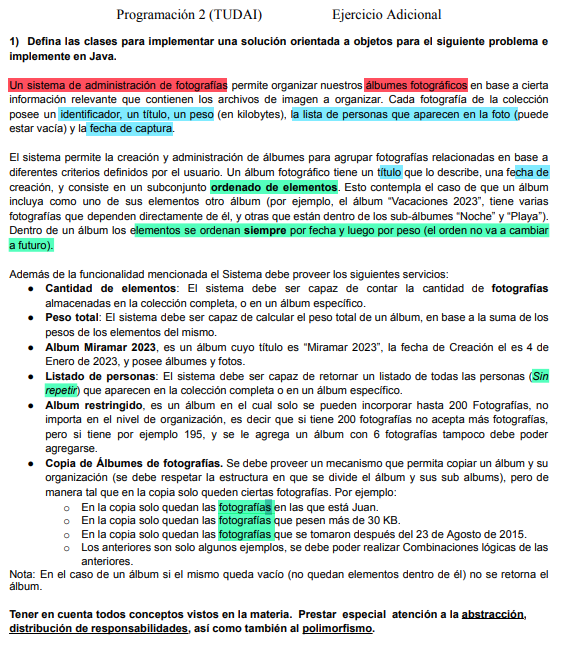 Programación 2 (TUDAI) Ejercicio Adicional
1) Defina las clases para implementar una solución orientada a objetos para el siguiente problema e
implemente en Java.
Un sistema de administración de fotografías permite organizar nuestros álbumes fotográficos en base a cierta
información relevante que contienen los archivos de imagen a organizar. Cada fotografía de la colección
posee un identificador, un título, un peso (en kilobytes), la lista de personas que aparecen en la foto (puede
estar vacía) y la fecha de captura.
El sistema permite la creación y administración de álbumes para agrupar fotografías relacionadas en base a
diferentes criterios definidos por el usuario. Un álbum fotográfico tiene un título que lo describe, una fecha de
creación, y consiste en un subconjunto ordenado de elementos. Esto contempla el caso de que un álbum
incluya como uno de sus elementos otro álbum (por ejemplo, el álbum “Vacaciones 2023”, tiene varias
fotografías que dependen directamente de él, y otras que están dentro de los sub-álbumes “Noche” y “Playa”).
Dentro de un álbum los elementos se ordenan siempre por fecha y luego por peso (el orden no va a cambiar
a futuro).
Además de la funcionalidad mencionada el Sistema debe proveer los siguientes servicios:
● Cantidad de elementos: El sistema debe ser capaz de contar la cantidad de fotografías
almacenadas en la colección completa, o en un álbum específico.
● Peso total: El sistema debe ser capaz de calcular el peso total de un álbum, en base a la suma de los
pesos de los elementos del mismo.
● Album Miramar 2023, es un álbum cuyo título es “Miramar 2023”, la fecha de Creación el es 4 de
Enero de 2023, y posee álbumes y fotos.
● Listado de personas: El sistema debe ser capaz de retornar un listado de todas las personas (Sin
repetir) que aparecen en la colección completa o en un álbum específico.
● Album restringido, es un álbum en el cual solo se pueden incorporar hasta 200 Fotografías, no
importa en el nivel de organización, es decir que si tiene 200 fotografías no acepta más fotografías,
pero si tiene por ejemplo 195, y se le agrega un álbum con 6 fotografías tampoco debe poder
agregarse.
● Copia de Álbumes de fotografías. Se debe proveer un mecanismo que permita copiar un álbum y su
organización (se debe respetar la estructura en que se divide el álbum y sus sub albums), pero de
manera tal que en la copia solo queden ciertas fotografías. Por ejemplo:
○ En la copia solo quedan las fotografías en las que está Juan.
○ En la copia solo quedan las fotografías que pesen más de 30 KB.
○ En la copia solo quedan las fotografías que se tomaron después del 23 de Agosto de 2015.
○ Los anteriores son solo algunos ejemplos, se debe poder realizar Combinaciones lógicas de las
anteriores.
Nota: En el caso de un álbum si el mismo queda vacío (no quedan elementos dentro de él) no se retorna el
álbum.
Tener en cuenta todos conceptos vistos en la materia. Prestar especial atención a la abstracción,
distribución de responsabilidades, así como también al polimorfismo.